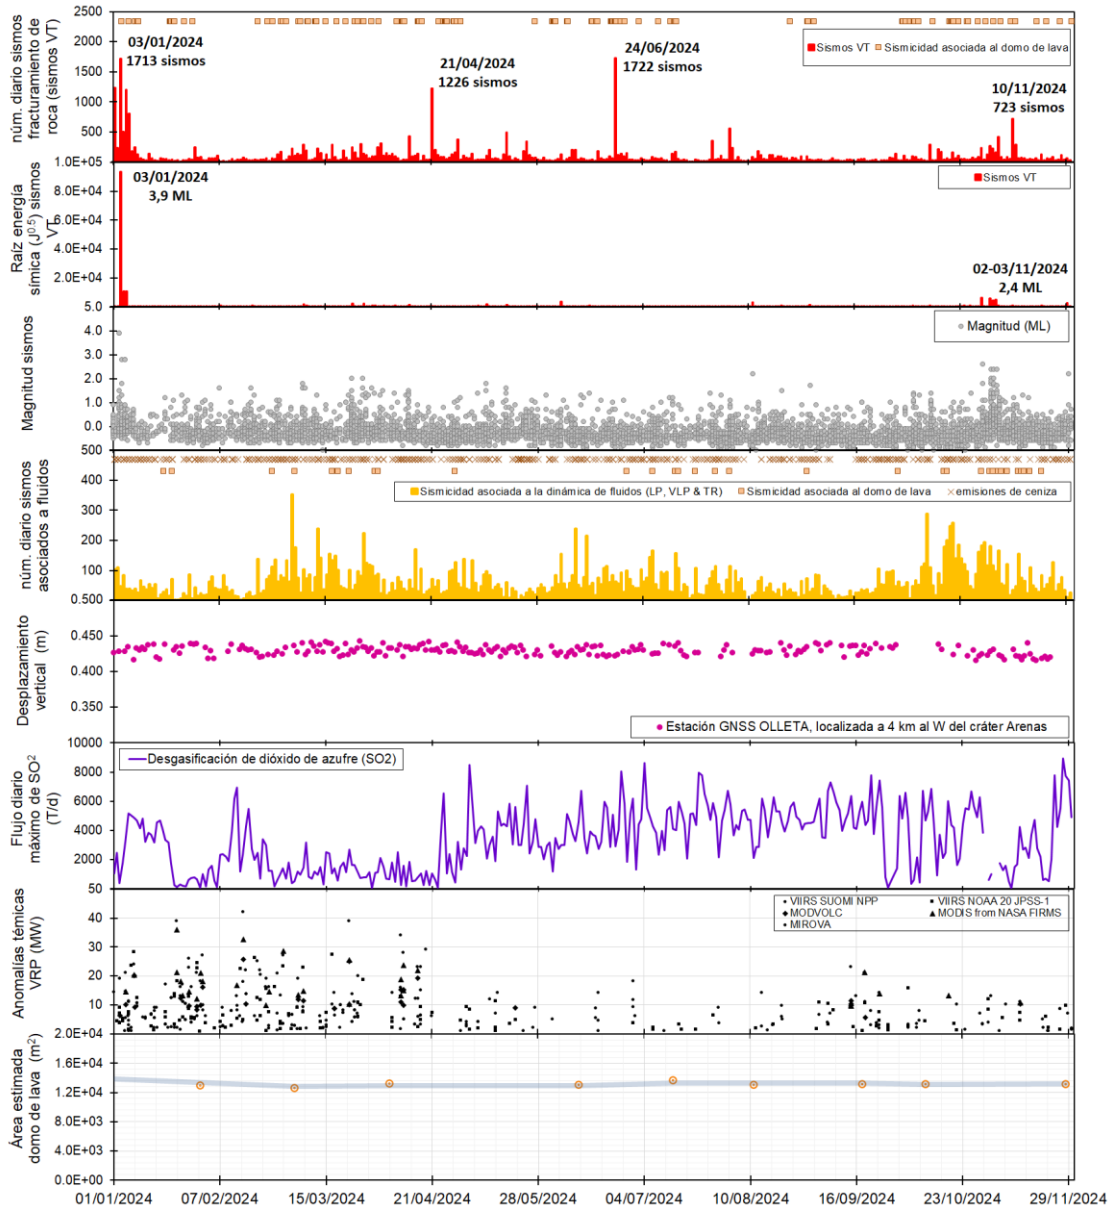 núm. diario sismos
fracturamiento de
roca (sismos VT)
2500
2000
1500
1000
500
1.0E+05
03/01/2024
1713 sismos
21/04/2024
1226 sismos
24/06/2024
1722 sismos
10/11/2024
723 sismos
Sismos VT
Sismicidad asociada al domo de lava
Raíz energía
símica (J0.5) sismos
VT
8.0E+04
6.0E+04
4.0E+04
2.0E+04
5.0
03/01/2024
3,9 ML
02-03/11/2024
2,4 ML
Sismos VT
Magnitud sismos
4.0
3.0
2.0
1.0
0.0
500
Magnitud (ML)
núm. diario sismos
asociados a fluidos
400
300
200
100
0.500
Sismicidad asociada a la dinámica de fluidos (LP, VLP & TR)
Sismicidad asociada al domo de lava
emisiones de ceniza
Desplazamiento
vertical (m)
0.450
0.400
0.350
10000
Estación GNSS OLLETA, localizada a 4 km al W del cráter Arenas
Flujo diario
máximo de SO2
(T/d)
8000
6000
4000
2000
50
Desgasificación de dióxido de azufre (SO2)
Anomalías térmicas
VRP (MW)
40
30
20
10
2.0E+04
VIIRS SUOMI NPP
VIIRS NOAA 20 JPSS-1
MODVOLC
MODIS from NASA FIRMS
MIROVA
Área estimada
domo de lava (m2)
1.6E+04
1.2E+04
8.0E+03
4.0E+03
0.0E+00
01/01/2024
07/02/2024
15/03/2024
21/04/2024
28/05/2024
04/07/2024
10/08/2024
16/09/2024
23/10/2024
29/11/2024